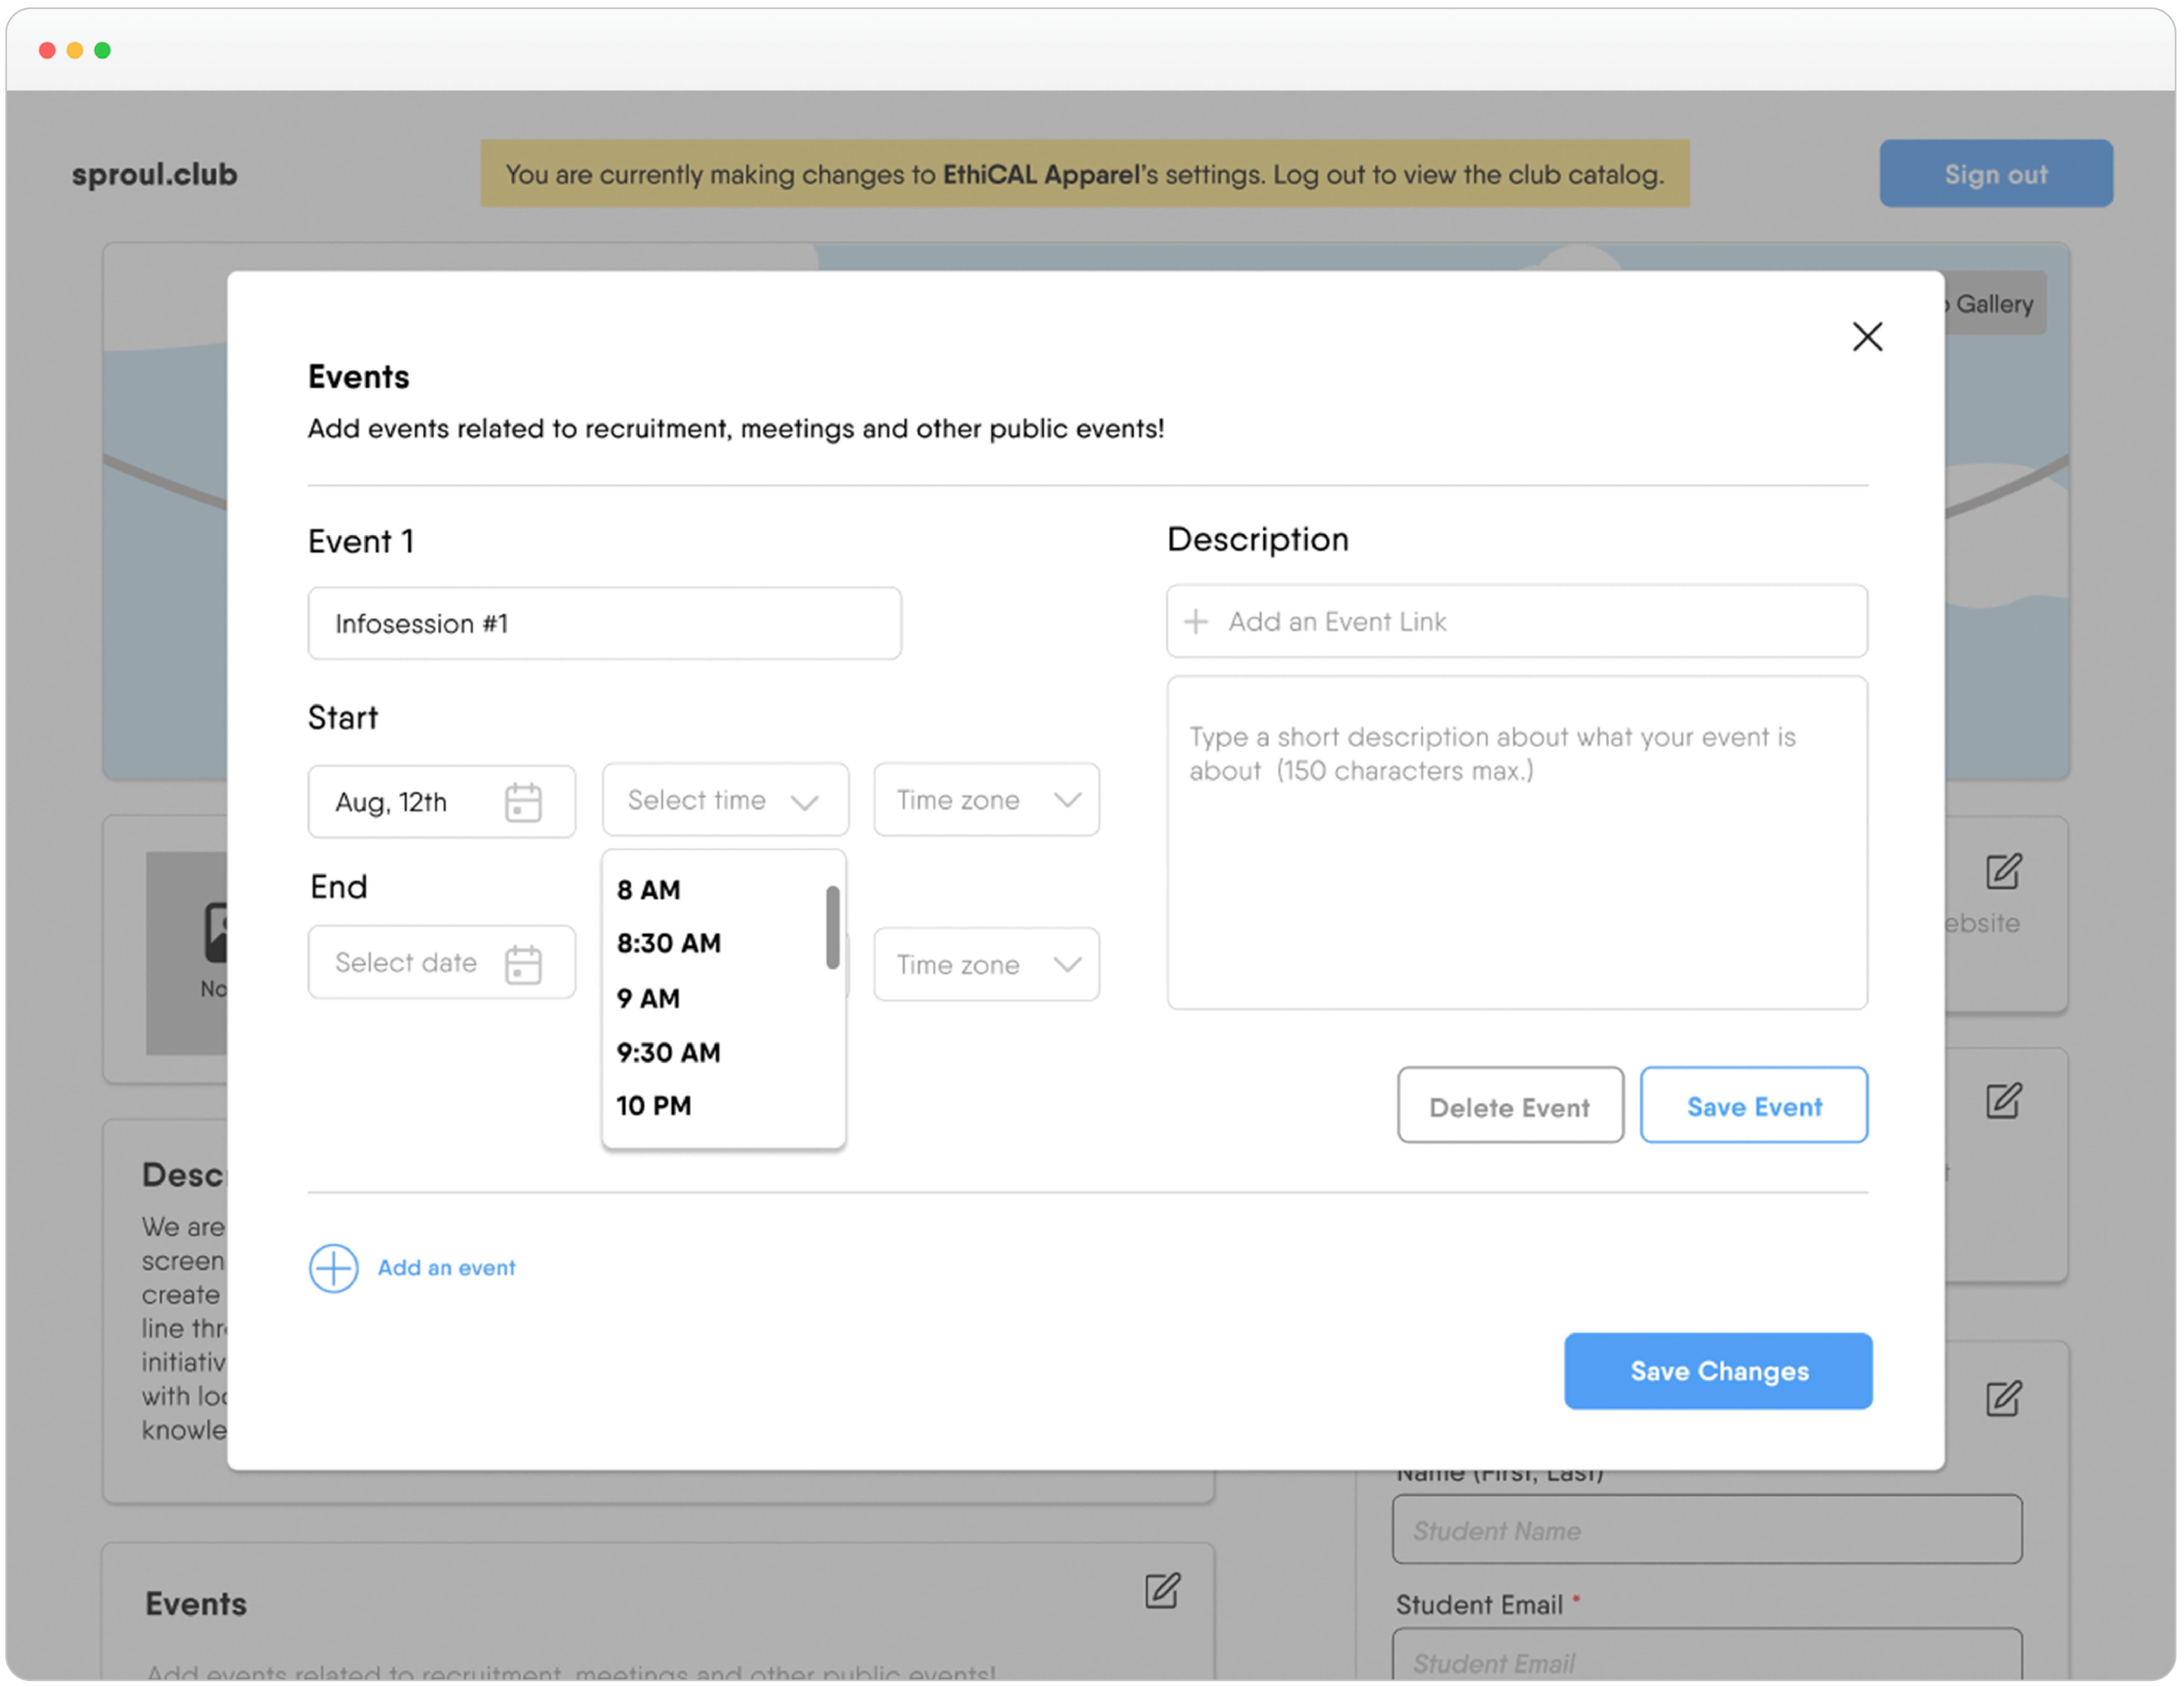 sproul.club
You are currently making changes to EthiCAL Apparel's settings. Log out to view the club catalog.
Sign out
Gallery
Events
Add events related to recruitment, meetings and other public events!
Event 1
Infosession #1
Start
Aug, 12th
Select time
Time zone
End
Select date
Time zone
8 AM
8:30 AM
9 AM
9:30 AM
10 PM
Description
+ Add an Event Link
Type a short description about what your event is
about (150 characters max.)
Delete Event
Save Event
Add an event
Save Changes
ebsite
No
Desc
We are
screen
create
line thr
initiativ
with loc
knowle
Events
Add events related to recruitment, meetings and other public events!
Name (First, Last)
Student Name
Student Email *
Student Email